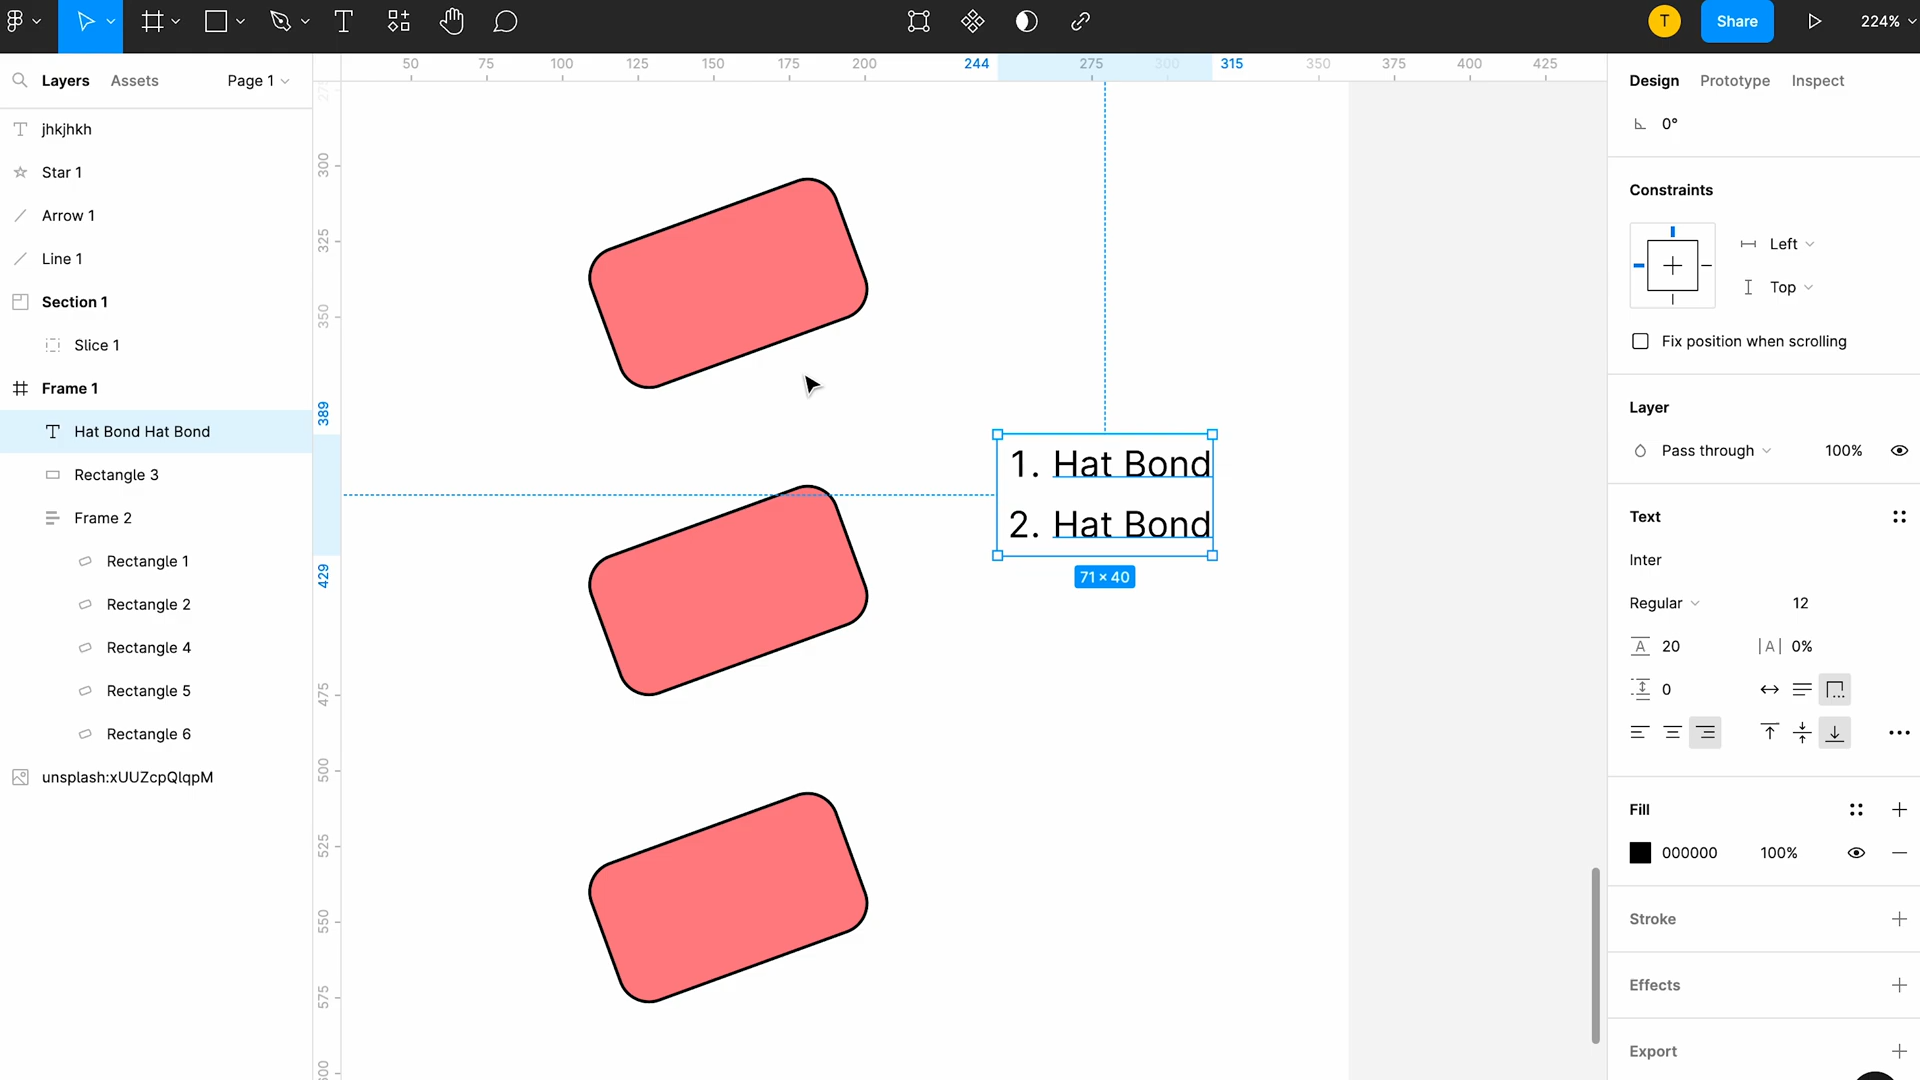 T
Share
224%
Layers
Assets
Page 1
50
75
100
125
150
175
200
244
275
300
315
350
375
400
425
Design
Prototype
Inspect
jhkjhkh
Star 1
Arrow 1
Line 1
Section 1
Slice 1
Frame 1
Hat Bond Hat Bond
Rectangle 3
Frame 2
Rectangle 1
Rectangle 2
Rectangle 4
Rectangle 5
Rectangle 6
unsplash:xUUZcpQlqpM
300
325
350
389
429
475
500
525
550
575
1. Hat Bond
2. Hat Bond
71 × 40
0°
Constraints
Left
Top
Fix position when scrolling
Layer
Pass through
100%
Text
Inter
Regular
12
20
0%
0
Fill
000000
100%
Stroke
Effects
Export